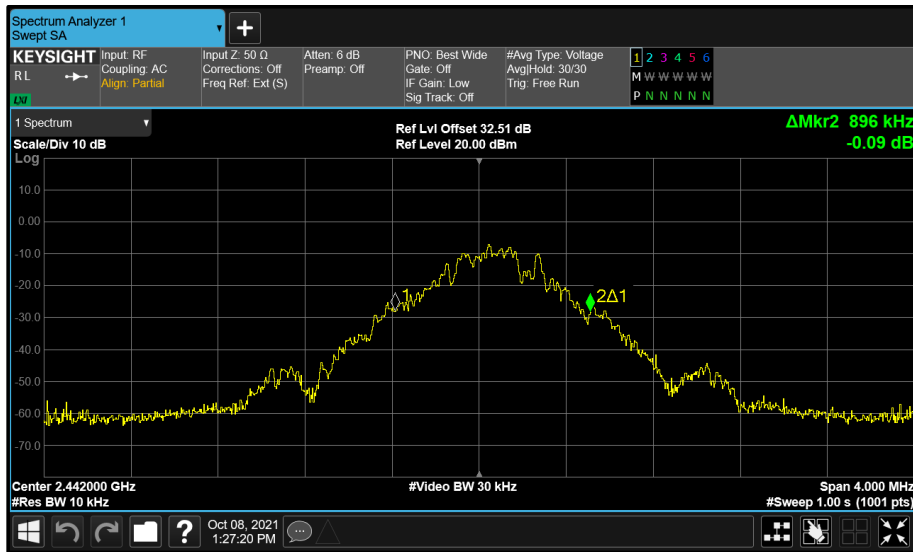 Spectrum Analyzer 1
Swept SA
+
KEYSIGHT Input: RF Input Z: 50 Ω Atten: 6 dB PNO: Best Wide #Avg Type: Voltage 1 2 3 4 5 6
RL Coupling: AC Corrections: Off Preamp: Off Gate: Off Avg|Hold: 30/30 M W W W W W
Align: Partial Freq Ref: Ext (S) IF Gain: Low Trig: Free Run
LXI Sig Track: Off P N N N N N
1 Spectrum Ref Lvl Offset 32.51 dB ΔMkr2 896 kHz
Scale/Div 10 dB Ref Level 20.00 dBm -0.09 dB
Log
10.0
0.00
-10.0
-20.0
1 2Δ1
-30.0
-40.0
-50.0
-60.0
-70.0
Center 2.442000 GHz #Video BW 30 kHz Span 4.000 MHz
#Res BW 10 kHz #Sweep 1.00 s (1001 pts)
? Oct 08, 2021
1:27:20 PM